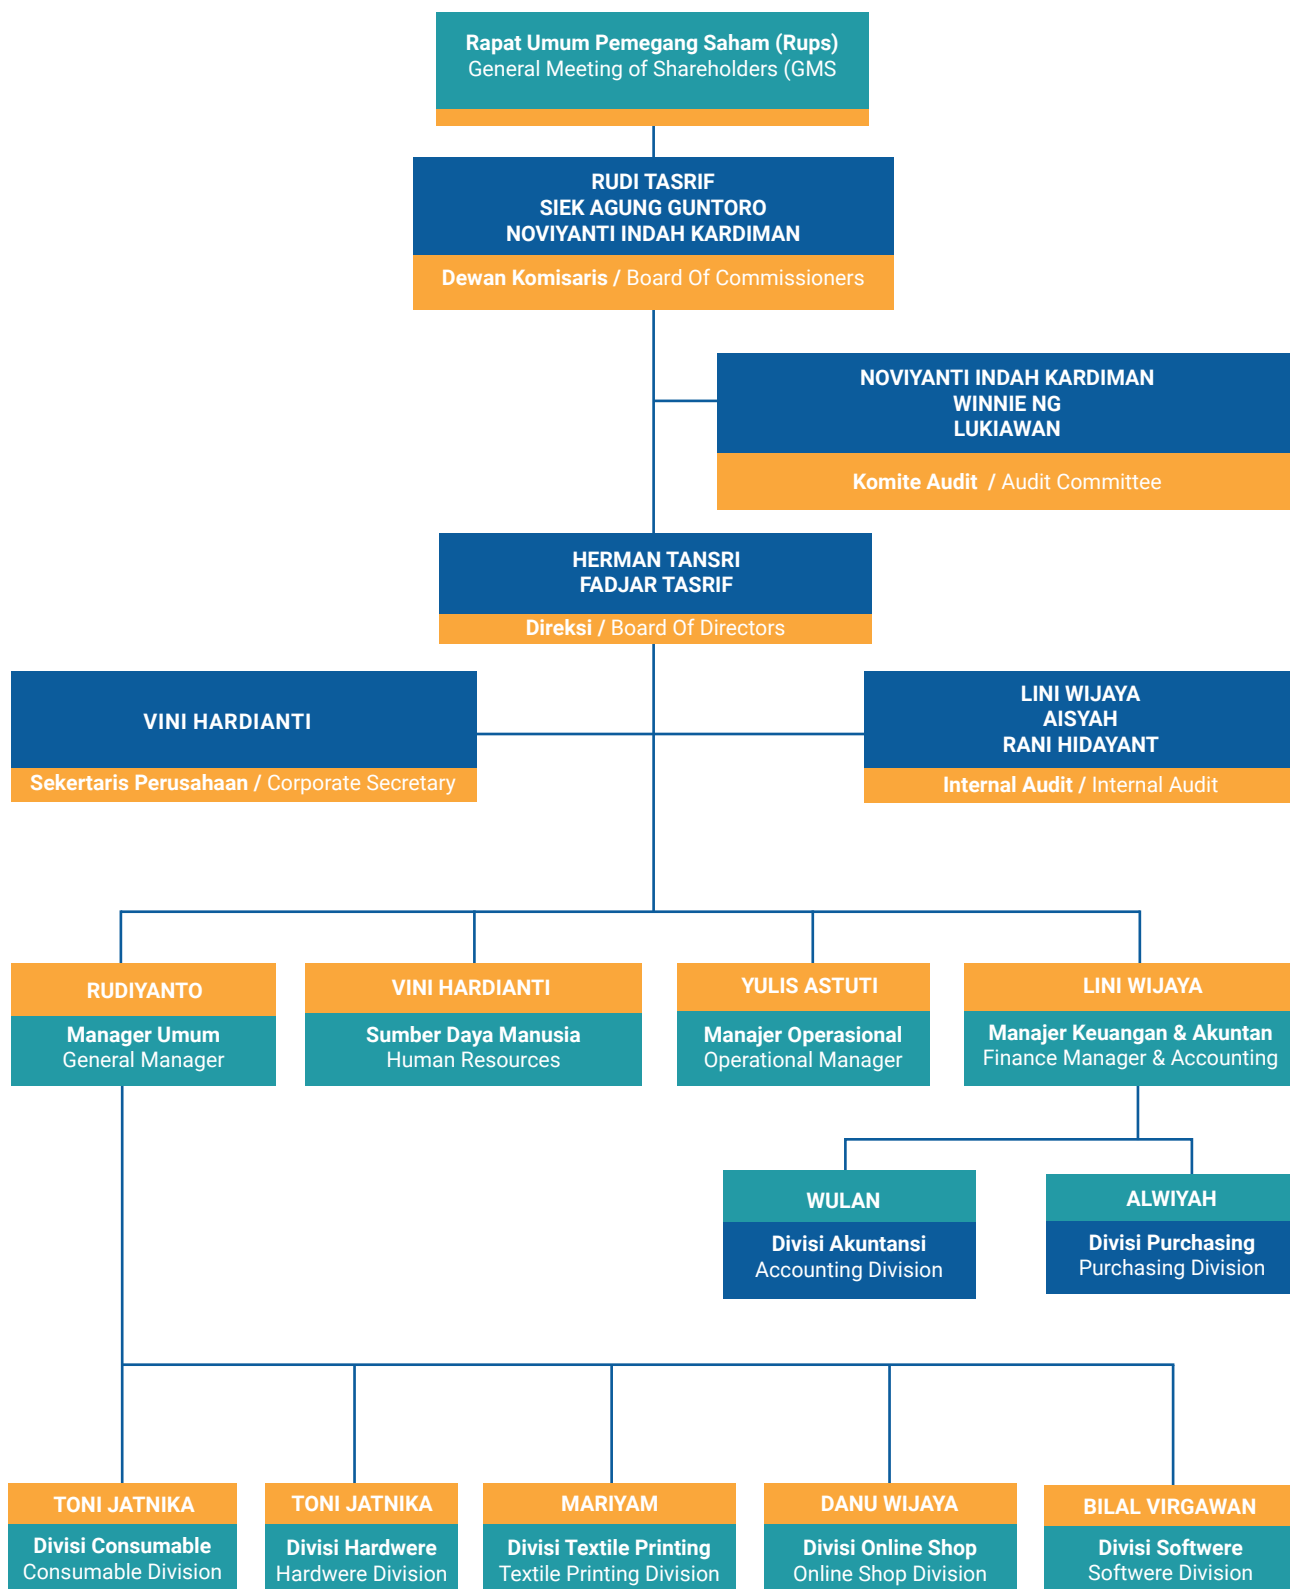 Rapat Umum Pemegang Saham (Rups)
General Meeting of Shareholders (GMS
RUDI TASRIF
SIEK AGUNG GUNTORO
NOVIYANTI INDAH KARDIMAN
Dewan Komisaris / Board Of Commissioners
NOVIYANTI INDAH KARDIMAN
WINNIE NG
LUKIAWAN
Komite Audit / Audit Committee
HERMAN TANSRI
FADJAR TASRIF
Direksi / Board Of Directors
VINI HARDIANTI
Sekertaris Perusahaan / Corporate Secretary
LINI WIJAYA
AISYAH
RANI HIDAYANT
Internal Audit / Internal Audit
RUDIYANTO
Manager Umum
General Manager
VINI HARDIANTI
Sumber Daya Manusia
Human Resources
YULIS ASTUTI
Manajer Operasional
Operational Manager
LINI WIJAYA
Manajer Keuangan & Akuntan
Finance Manager & Accounting
WULAN
Divisi Akuntansi
Accounting Division
ALWIYAH
Divisi Purchasing
Purchasing Division
TONI JATNIKA
Divisi Consumable
Consumable Division
TONI JATNIKA
Divisi Hardwere
Hardwere Division
MARIYAM
Divisi Textile Printing
Textile Printing Division
DANU WIJAYA
Divisi Online Shop
Online Shop Division
BILAL VIRGAWAN
Divisi Softwere
Softwere Division